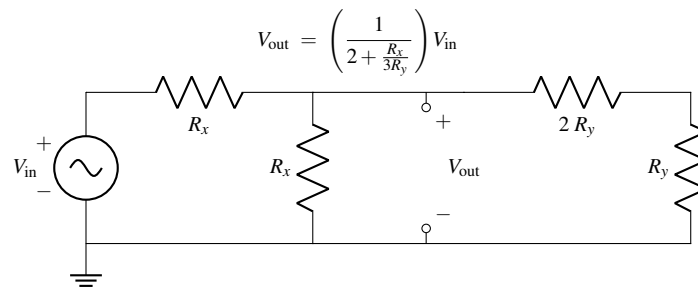 V_out = (1 / (2 + R_x / 3R_y)) V_in
R_x
2 R_y
+
+
V_in
R_x
V_out
R_y
−
−